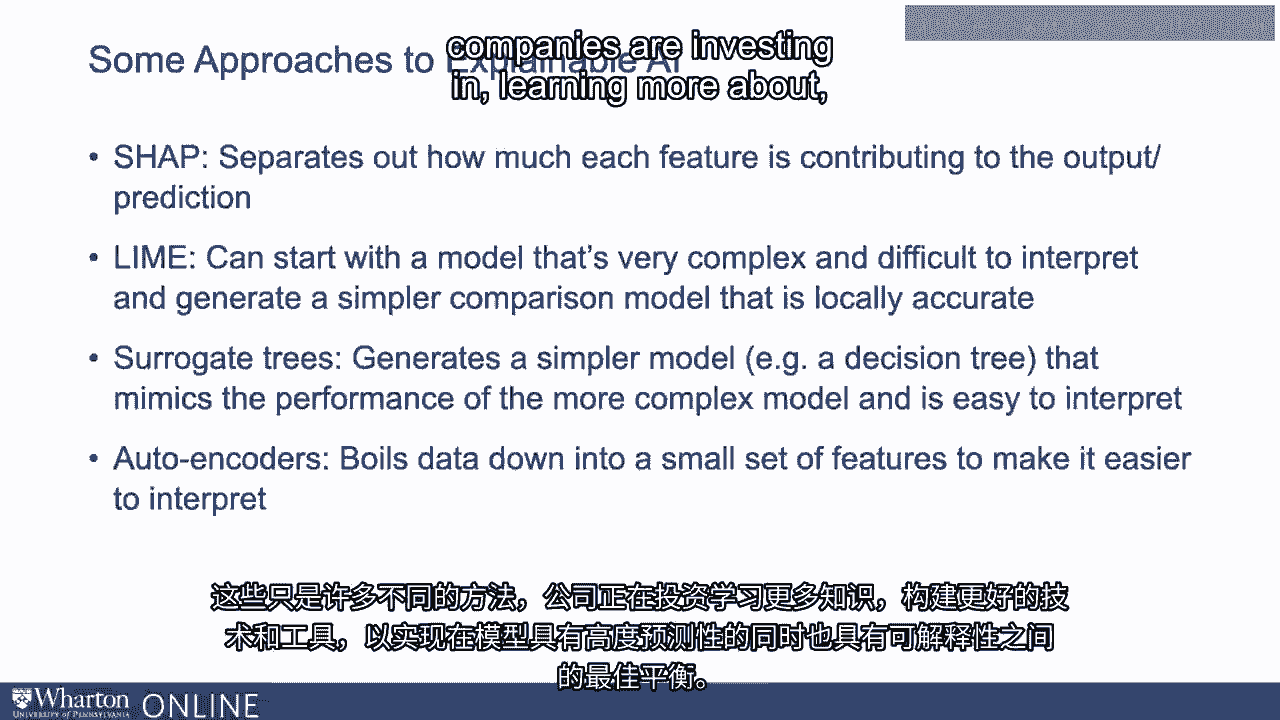 Some Approaches to Explainable AI
companies are investing
in, learning more about,
• SHAP: Separates out how much each feature is contributing to the output/
prediction
• LIME: Can start with a model that's very complex and difficult to interpret
and generate a simpler comparison model that is locally accurate
• Surrogate trees: Generates a simpler model (e.g. a decision tree) that
mimics the performance of the more complex model and is easy to interpret
• Auto-encoders: Boils data down into a small set of features to make it easier
to interpret
这些只是许多不同的方法，公司正在投资学习更多知识，构建更好的技
术和工具，以实现在模型具有高度预测性的同时也具有可解释性之间
的最佳平衡。
Wharton ONLINE
UNIVERSITY of PENNSYLVANIA